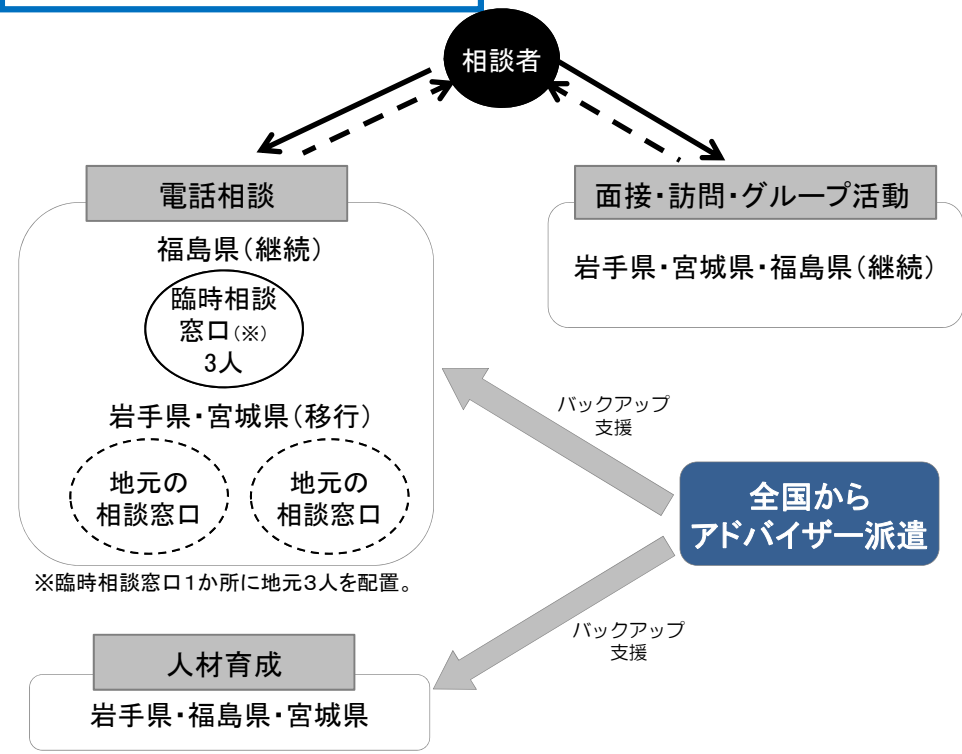 相談者
電話相談
福島県(継続)
臨時相談
窓口(※)
3人
岩手県・宮城県(移行)
地元の
相談窓口
地元の
相談窓口
※臨時相談窓口1か所に地元3人を配置。
面接・訪問・グループ活動
岩手県・宮城県・福島県(継続)
バックアップ
支援
全国から
アドバイザー派遣
バックアップ
支援
人材育成
岩手県・福島県・宮城県